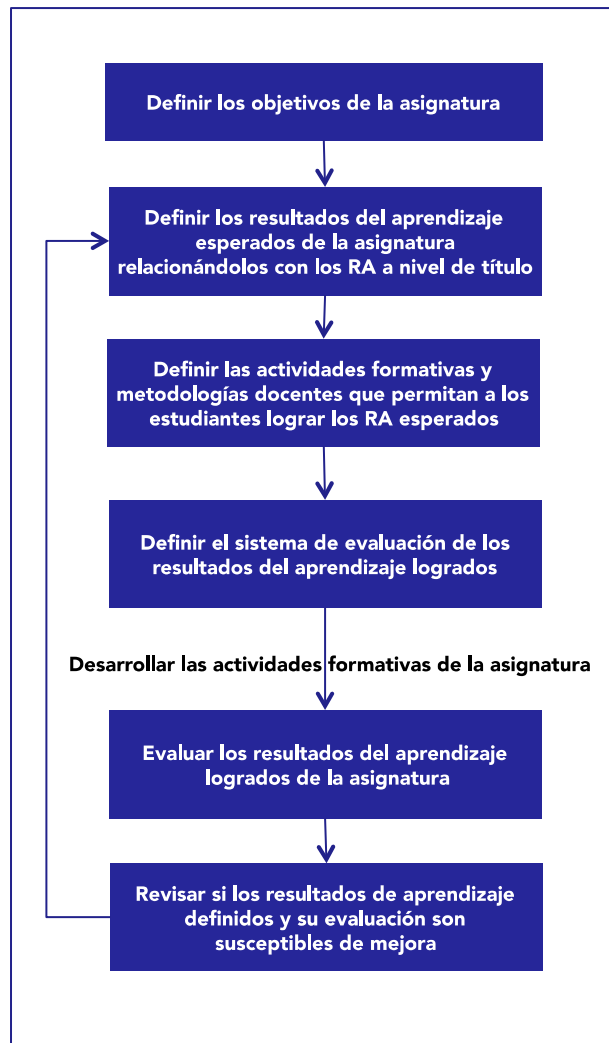 Definir los objetivos de la asignatura
Definir los resultados del aprendizaje
esperados de la asignatura
relacionándolos con los RA a nivel de título
Definir las actividades formativas y
metodologías docentes que permitan a los
estudiantes lograr los RA esperados
Definir el sistema de evaluación de los
resultados del aprendizaje logrados
Desarrollar las actividades formativas de la asignatura
Evaluar los resultados del aprendizaje
logrados de la asignatura
Revisar si los resultados de aprendizaje
definidos y su evaluación son
susceptibles de mejora